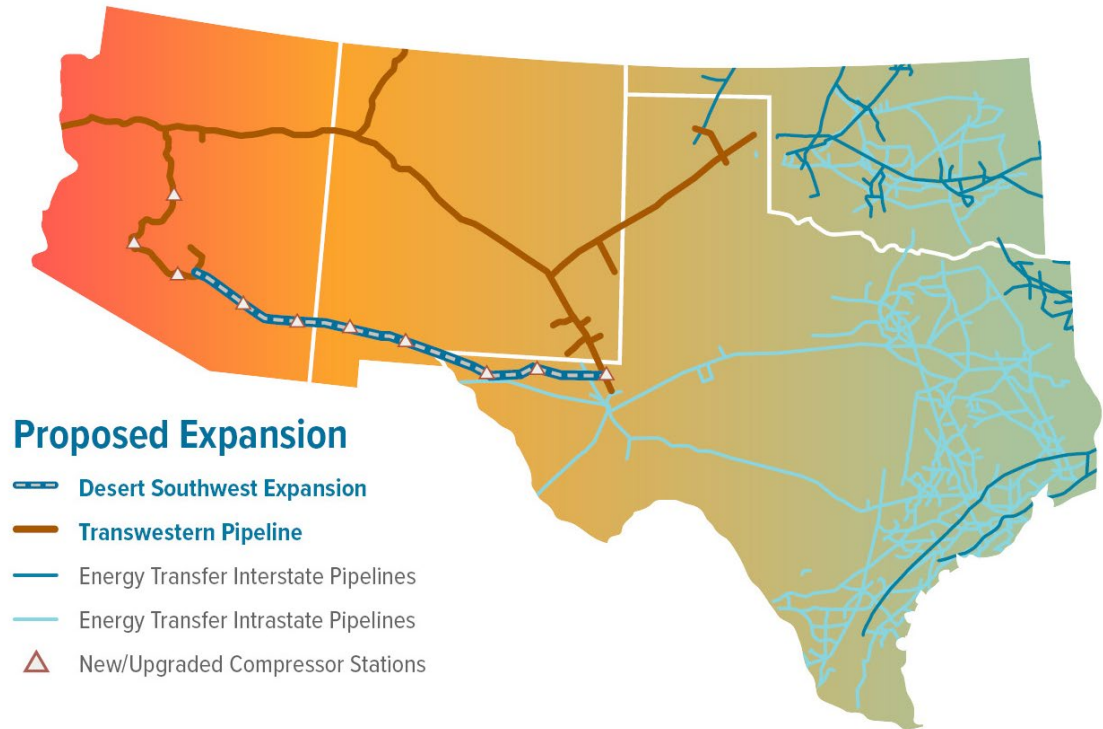 Proposed Expansion
Desert Southwest Expansion
Transwestern Pipeline
Energy Transfer Interstate Pipelines
Energy Transfer Intrastate Pipelines
New/Upgraded Compressor Stations